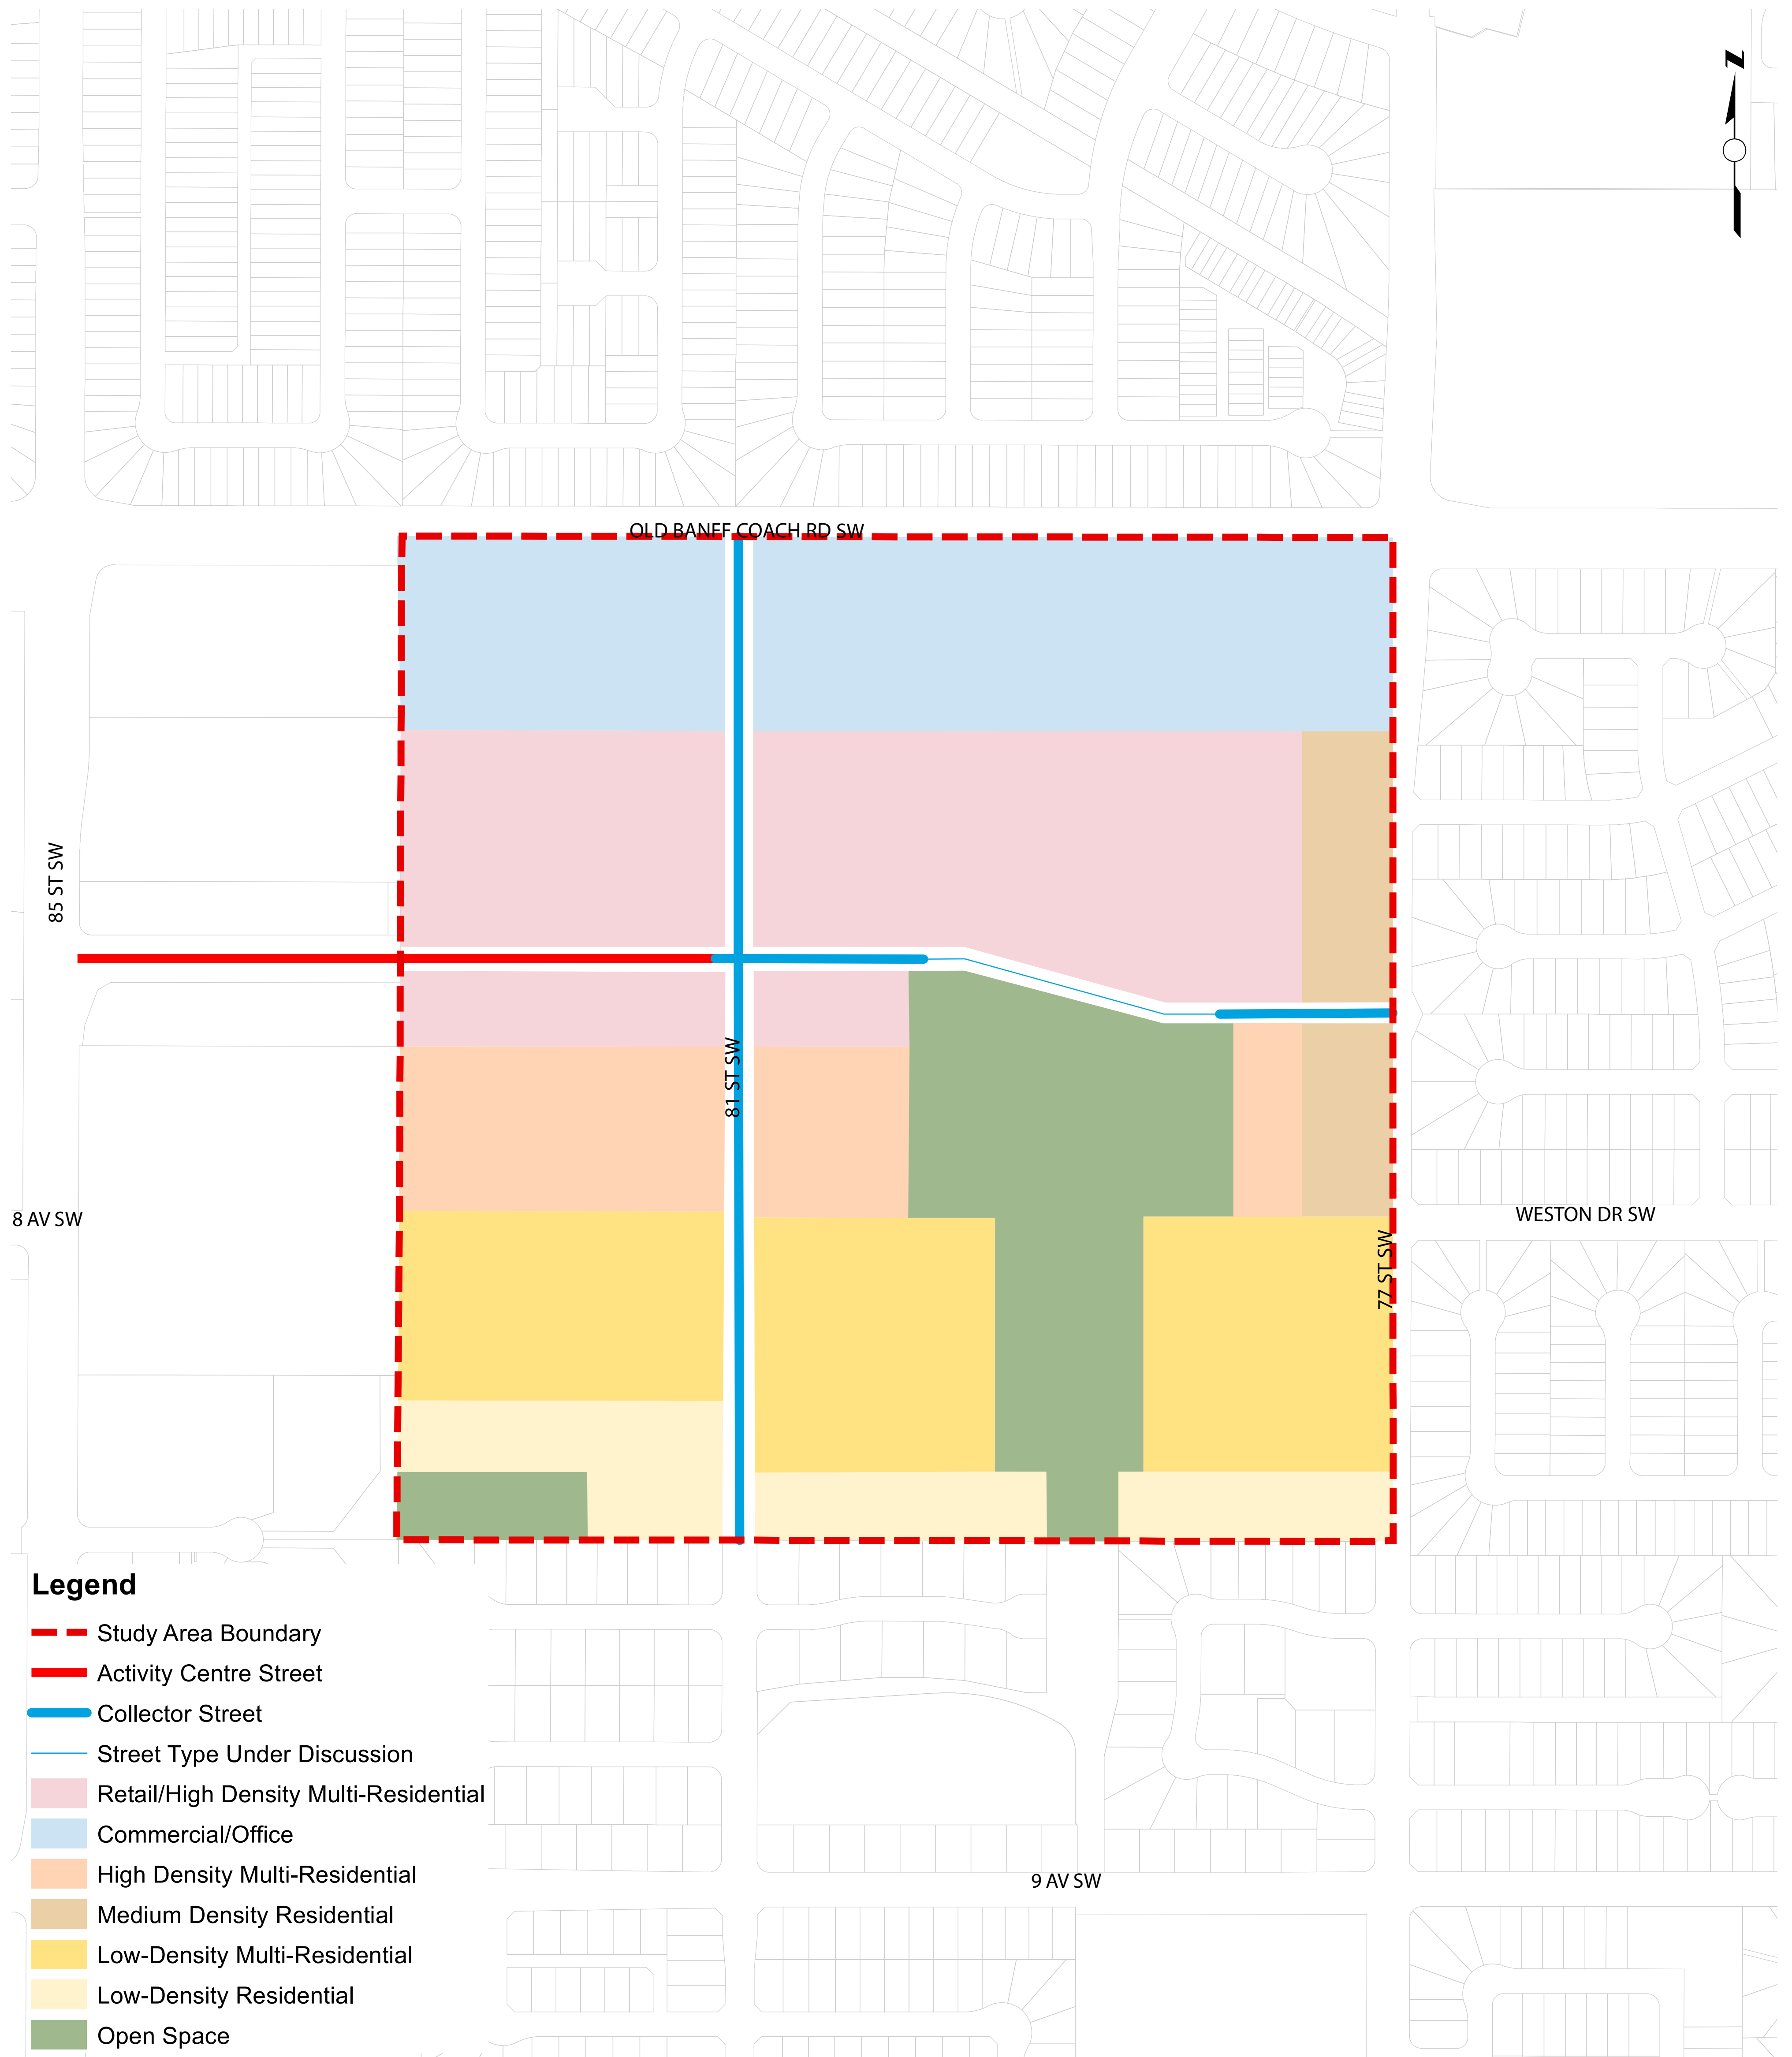 N
OLD BANFF COACH RD SW
85 ST SW
81 ST SW
8 AV SW
WESTON DR SW
77 ST SW
Legend
Study Area Boundary
Activity Centre Street
Collector Street
Street Type Under Discussion
Retail/High Density Multi-Residential
Commercial/Office
High Density Multi-Residential
Medium Density Residential
Low-Density Multi-Residential
Low-Density Residential
Open Space
9 AV SW